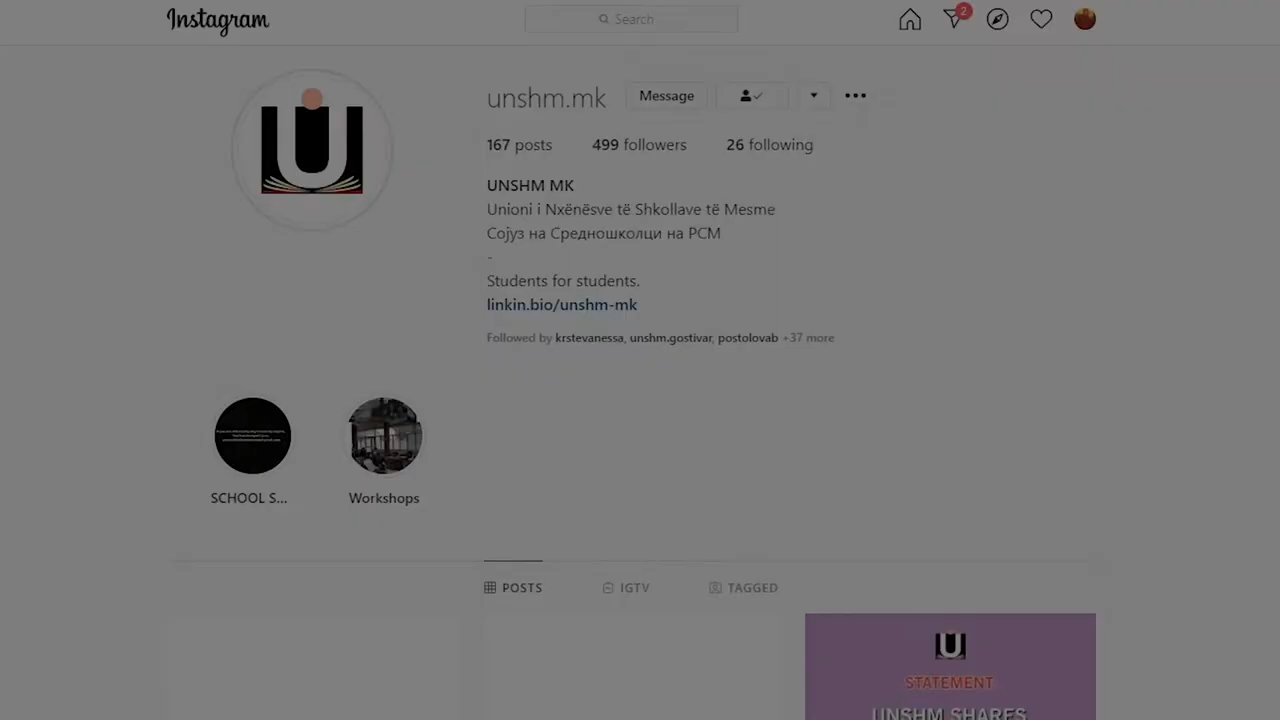 Instagram
Search
2
unshm.mk Message
167 posts 499 followers 26 following
UNSHM MK
Unioni i Nxënësve të Shkollave të Mesme
Сојуз на Средношколци на РСМ
-
Students for students.
linkin.bio/unshm-mk
Followed by krstevanessa, unshm.gostivar, postolovab +37 more
SCHOOL S... Workshops
POSTS IGTV TAGGED
STATEMENT
UNSHM SHARES